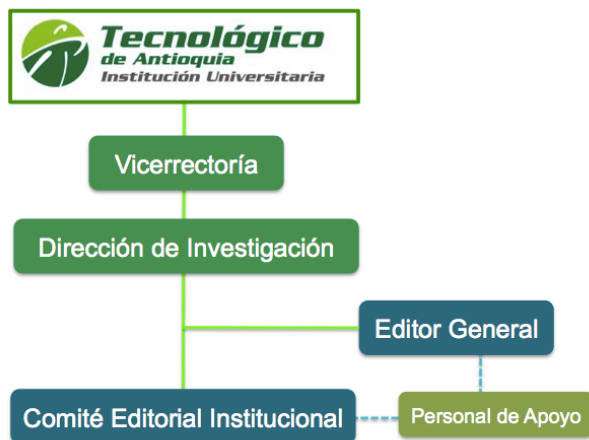 Tecnológico
de Antioquia
Institución Universitaria
Vicerrectoría
Dirección de Investigación
Editor General
Comité Editorial Institucional
Personal de Apoyo